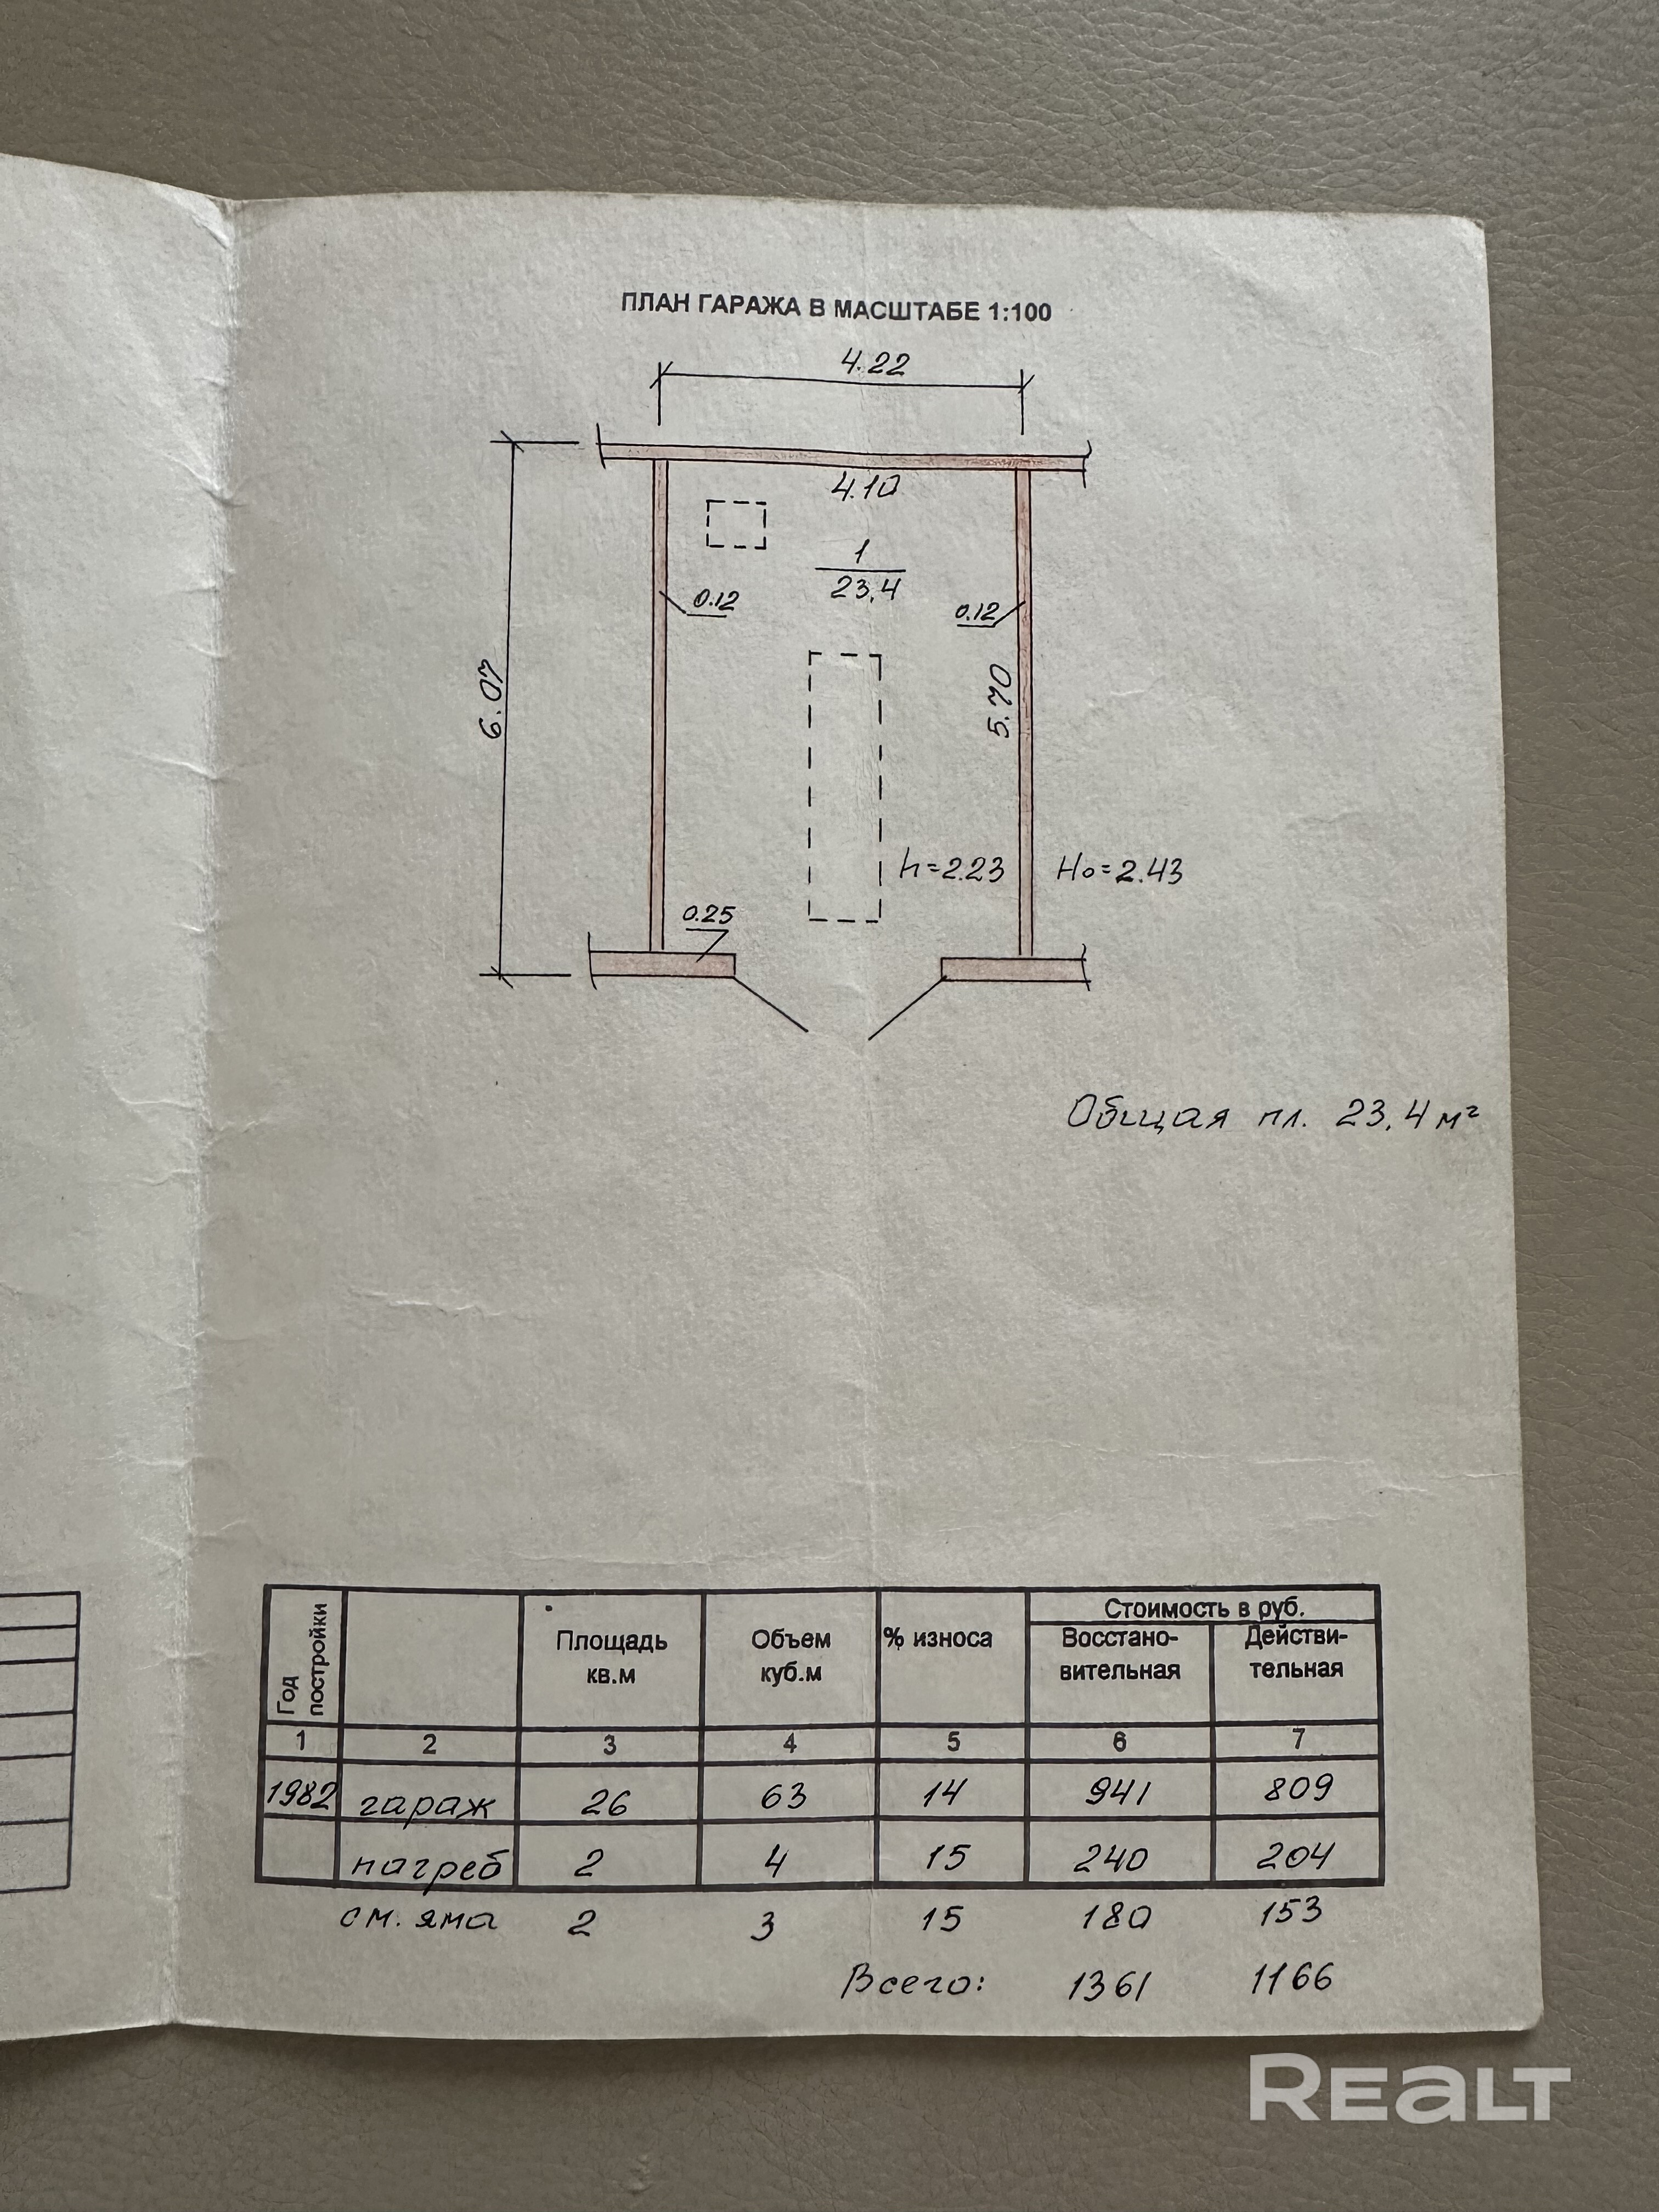 ПЛАН ГАРАЖА В МАСШТАБЕ 1:100
4.22
4.10
1
23,4
0.12
0.12
6.07
5.70
h=2.23
Но=2.43
0.25
Общая пл. 23,4 м²
Год постройки
Площадь кв.м
Объем куб.м
% износа
Стоимость в руб.
Восстано-вительная
Действи-тельная
1 2 3 4 5 6 7
1982 гараж 26 63 14 941 809
погреб 2 4 15 240 204
см. яма 2 3 15 180 153
Всего: 1361 1166
REALT